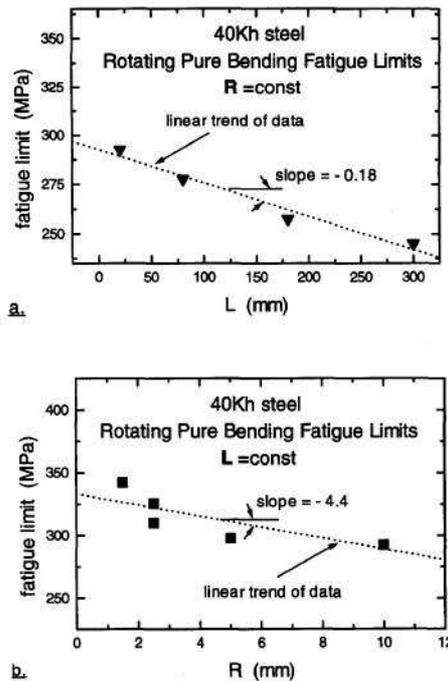 40Kh steel
Rotating Pure Bending Fatigue Limits
R =const
linear trend of data
slope = - 0.18
fatigue limit (MPa)
350
325
300
275
250
0 50 100 150 200 250 300
L (mm)
a.
40Kh steel
Rotating Pure Bending Fatigue Limits
L =const
slope = - 4.4
linear trend of data
fatigue limit (MPa)
400
350
300
250
0 2 4 6 8 10 12
R (mm)
b.